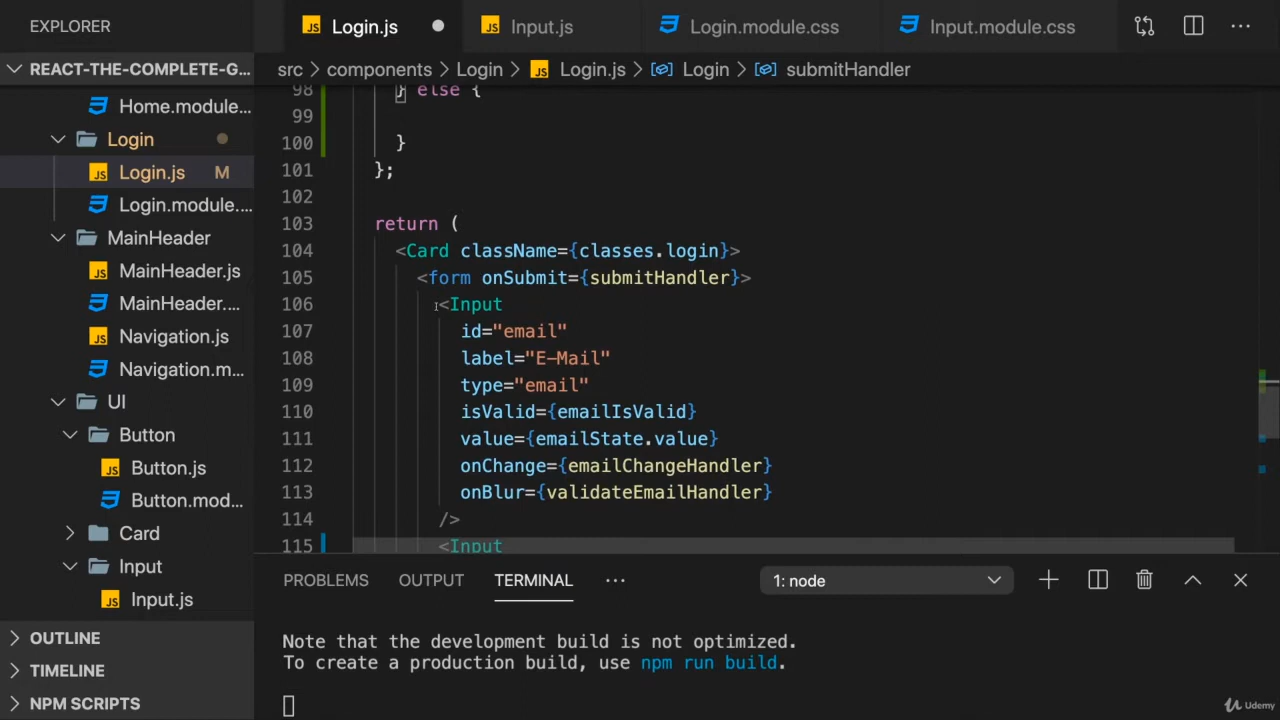 EXPLORER
Login.js
Input.js
Login.module.css
Input.module.css
REACT-THE-COMPLETE-G...
src > components > Login > Login.js > Login > submitHandler
Home.module...
Login
Login.js M
Login.module....
MainHeader
MainHeader.js
MainHeader....
Navigation.js
Navigation.m...
UI
Button
Button.js
Button.mod...
Card
Input
Input.js
OUTLINE
TIMELINE
NPM SCRIPTS
98 } else {
99
100 }
101 };
102
103 return (
104 <Card className={classes.login}>
105 <form onSubmit={submitHandler}>
106 <Input
107 id="email"
108 label="E-Mail"
109 type="email"
110 isValid={emailIsValid}
111 value={emailState.value}
112 onChange={emailChangeHandler}
113 onBlur={validateEmailHandler}
114 />
115 <Input
PROBLEMS OUTPUT TERMINAL ... 1: node
Note that the development build is not optimized.
To create a production build, use npm run build.
Udemy